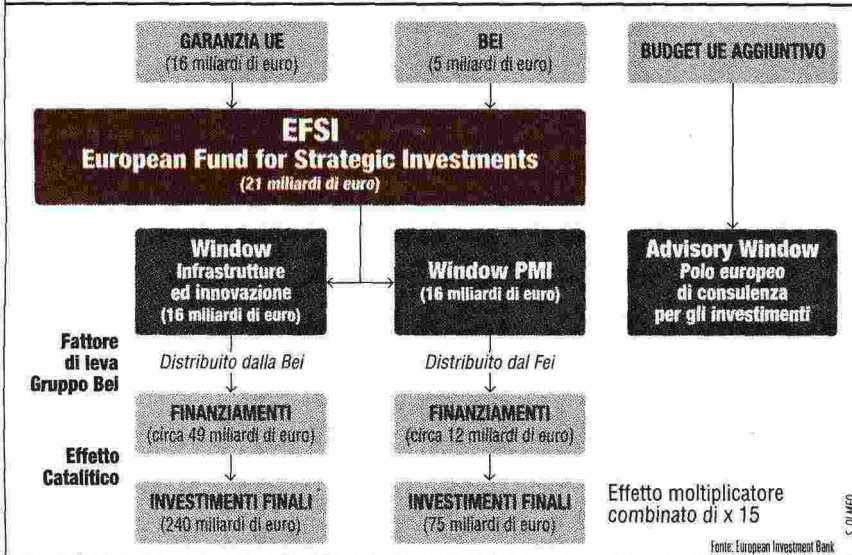 GARANZIA UE
(16 miliardi di euro)
BEI
(5 miliardi di euro)
BUDGET UE AGGIUNTIVO
EFSI
European Fund for Strategic Investments
(21 miliardi di euro)
Window
Infrastrutture
ed innovazione
(16 miliardi di euro)
Window PMI
(16 miliardi di euro)
Advisory Window
Polo europeo
di consulenza
per gli investimenti
Fattore
di leva
Gruppo Bei
Distribuito dalla Bei
Distribuito dal Fei
FINANZIAMENTI
(circa 49 miliardi di euro)
FINANZIAMENTI
(circa 12 miliardi di euro)
Effetto
Catalitico
INVESTIMENTI FINALI
(240 miliardi di euro)
INVESTIMENTI FINALI
(75 miliardi di euro)
Effetto moltiplicatore
combinato di x 15
S. DI MEO
Fonte: European Investment Bank